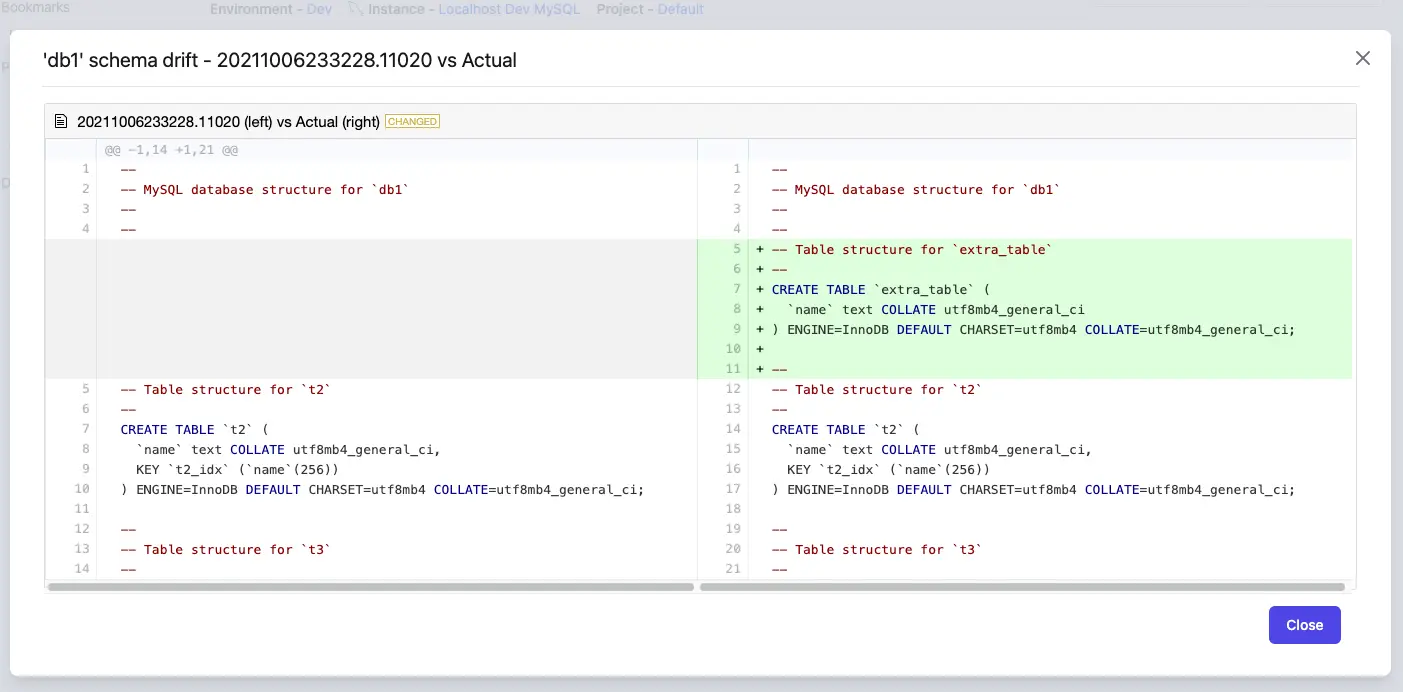 Bookmarks
Environment - Dev Instance - Localhost Dev MySQL Project - Default
'db1' schema drift - 20211006233228.11020 vs Actual
20211006233228.11020 (left) vs Actual (right) CHANGED
@@ -1,14 +1,21 @@
1 --
2 -- MySQL database structure for `db1`
3 --
4 --
5 -- Table structure for `t2`
6 --
7 CREATE TABLE `t2` (
8 `name` text COLLATE utf8mb4_general_ci,
9 KEY `t2_idx` (`name`(256))
10 ) ENGINE=InnoDB DEFAULT CHARSET=utf8mb4 COLLATE=utf8mb4_general_ci;
11
12 --
13 -- Table structure for `t3`
14 --
1 --
2 -- MySQL database structure for `db1`
3 --
4 --
5 + -- Table structure for `extra_table`
6 + --
7 + CREATE TABLE `extra_table` (
8 + `name` text COLLATE utf8mb4_general_ci
9 + ) ENGINE=InnoDB DEFAULT CHARSET=utf8mb4 COLLATE=utf8mb4_general_ci;
10 +
11 + --
12 -- Table structure for `t2`
13 --
14 CREATE TABLE `t2` (
15 `name` text COLLATE utf8mb4_general_ci,
16 KEY `t2_idx` (`name`(256))
17 ) ENGINE=InnoDB DEFAULT CHARSET=utf8mb4 COLLATE=utf8mb4_general_ci;
18
19 --
20 -- Table structure for `t3`
21 --
Close